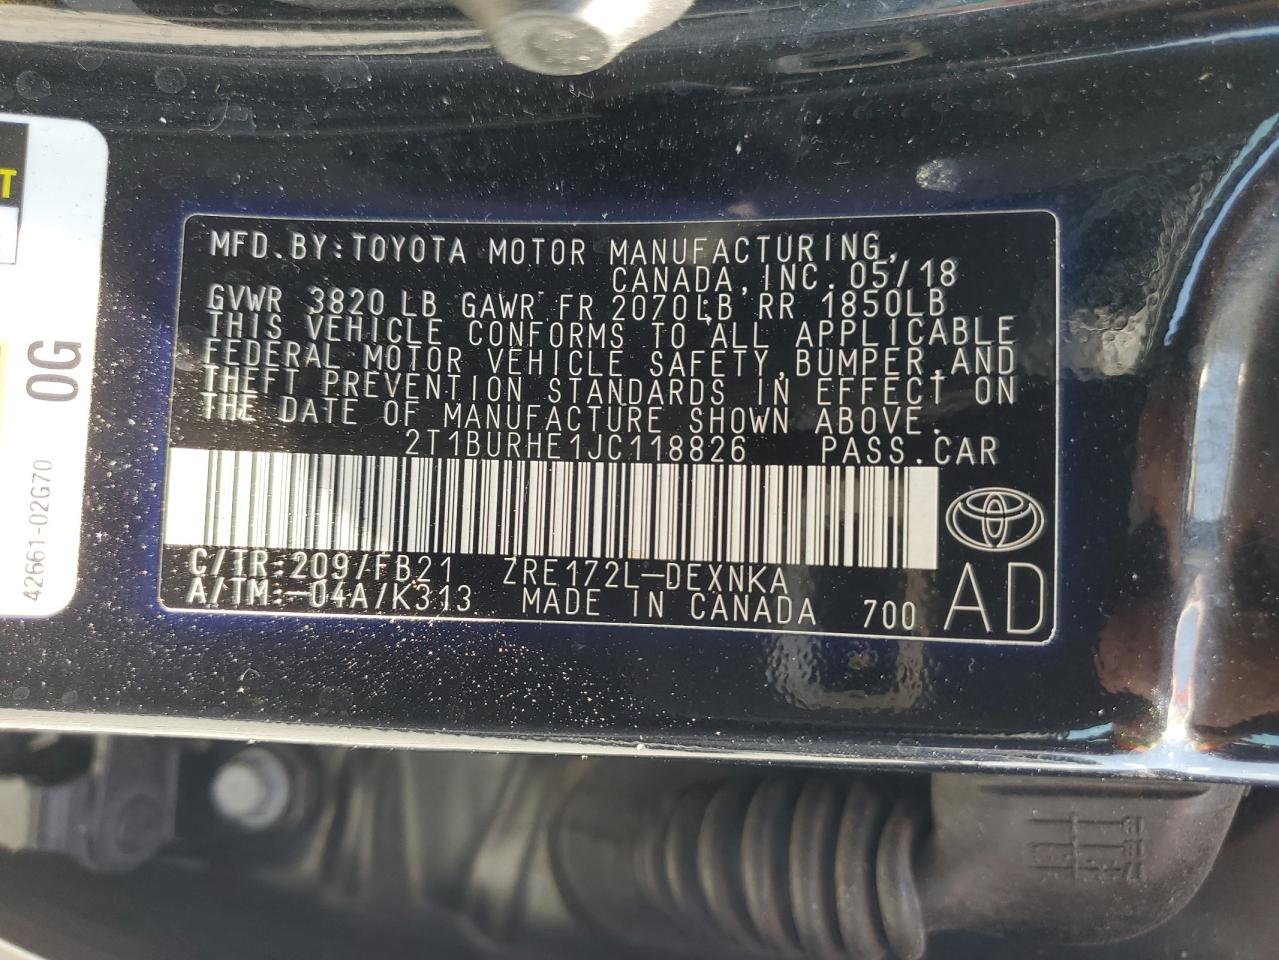 MFD.BY:TOYOTA MOTOR MANUFACTURING,
CANADA,INC.05/18
GVWR 3820 LB GAWR FR 2070LB RR 1850LB
THIS VEHICLE CONFORMS TO ALL APPLICABLE
FEDERAL MOTOR VEHICLE SAFETY,BUMPER,AND
THEFT PREVENTION STANDARDS IN EFFECT ON
THE DATE OF MANUFACTURE SHOWN ABOVE.
2T1BURHE1JC118826 PASS.CAR
C/TR:209/FB21 ZRE172L-DEXNKA
A/TM:-04A/K313 MADE IN CANADA 700 AD
0G
42661-02G70